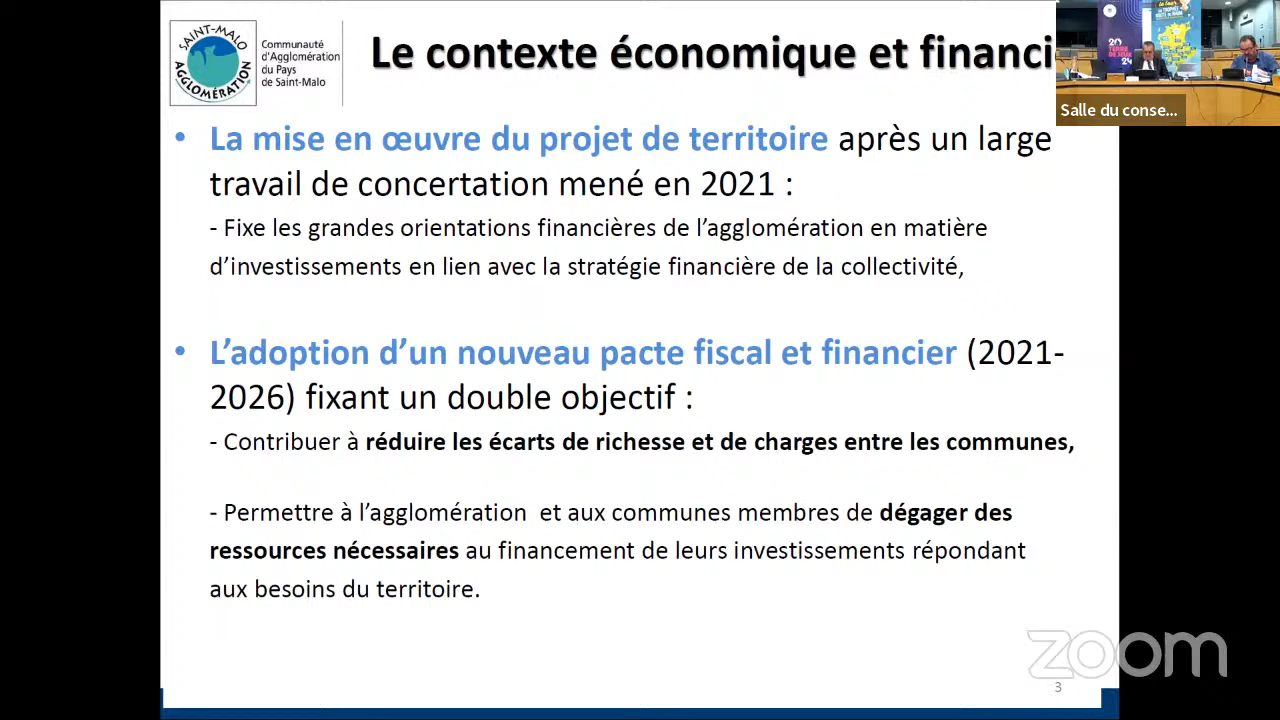 SAINT-MALO
AGGLOMÉRATION
Communauté
d'Agglomération
du Pays
de Saint-Malo
Le contexte économique et financi
Salle du conse...
20
TERRE
DE JEUX
24
• La mise en œuvre du projet de territoire après un large
travail de concertation mené en 2021 :
- Fixe les grandes orientations financières de l’agglomération en matière
d’investissements en lien avec la stratégie financière de la collectivité,
• L’adoption d’un nouveau pacte fiscal et financier (2021-
2026) fixant un double objectif :
- Contribuer à réduire les écarts de richesse et de charges entre les communes,
- Permettre à l’agglomération et aux communes membres de dégager des
ressources nécessaires au financement de leurs investissements répondant
aux besoins du territoire.
zoom
3